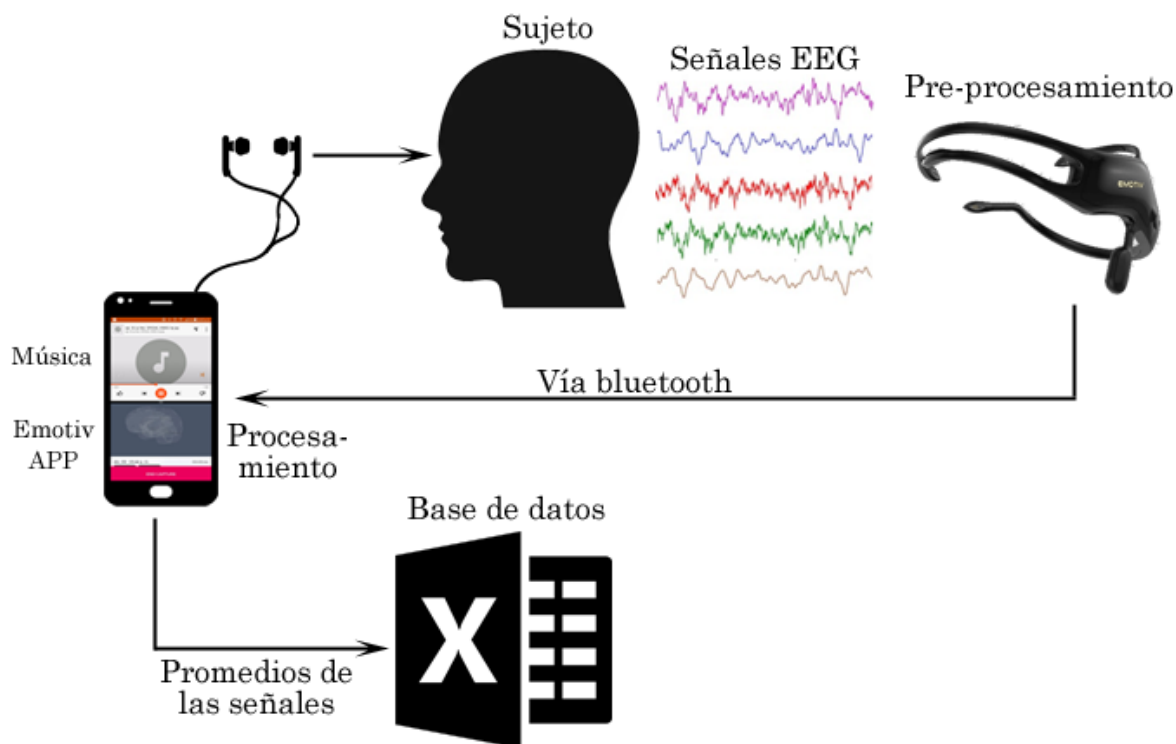 Sujeto
Señales EEG
Pre-procesamiento
EMOTIV
Música
Vía bluetooth
Emotiv
APP
Procesa-
miento
Base de datos
X
Promedios de
las señales